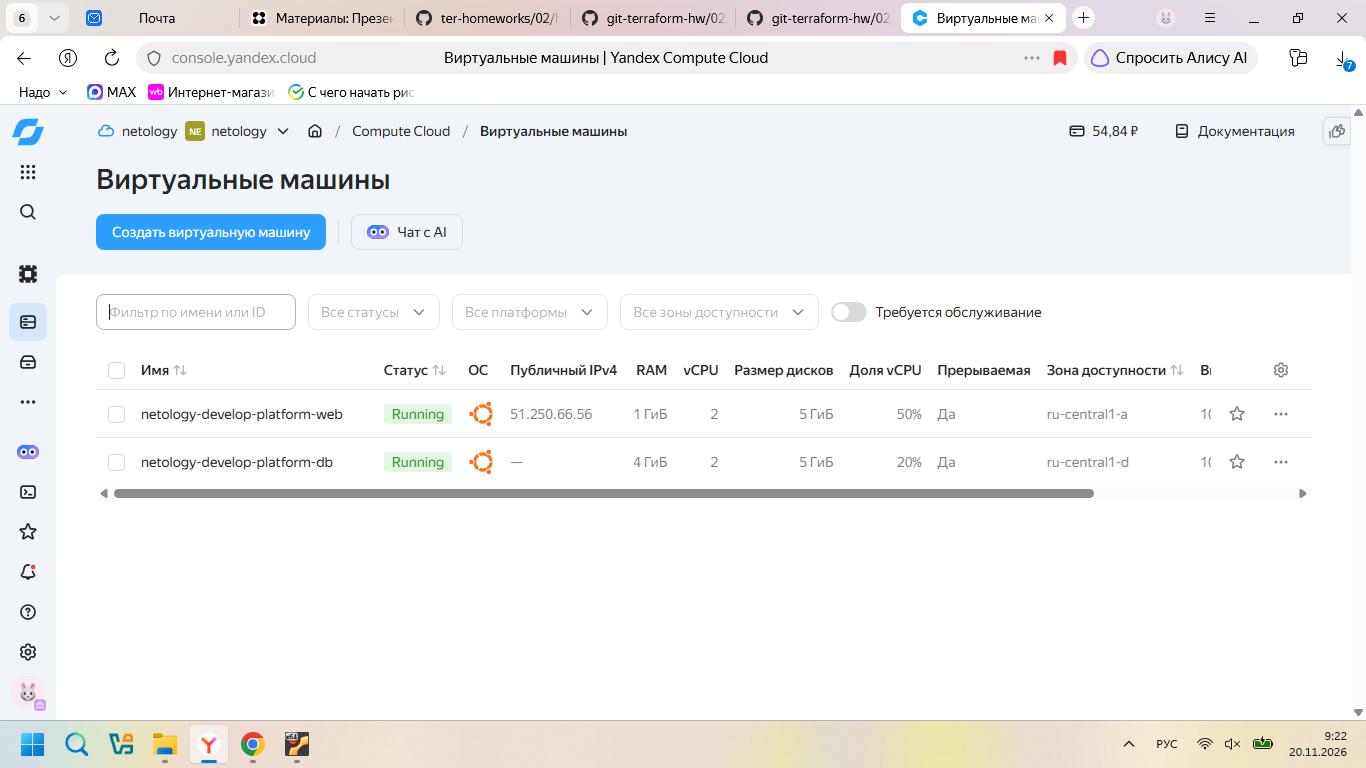 6 Почта Материалы: Презен ter-homeworks/02/h git-terraform-hw/02 git-terraform-hw/02 Виртуальные ма
console.yandex.cloud Виртуальные машины | Yandex Compute Cloud Спросить Алису AI 7
Надо MAX wb Интернет-магази С чего начать рис
netology NE netology / Compute Cloud / Виртуальные машины 54,84 ₽ Документация
Виртуальные машины
Создать виртуальную машину Чат с AI
Фильтр по имени или ID Все статусы Все платформы Все зоны доступности Требуется обслуживание
Имя Статус ОС Публичный IPv4 RAM vCPU Размер дисков Доля vCPU Прерываемая Зона доступности
netology-develop-platform-web Running 51.250.66.56 1 ГиБ 2 5 ГиБ 50% Да ru-central1-a 10
netology-develop-platform-db Running — 4 ГиБ 2 5 ГиБ 20% Да ru-central1-d 10
РУС 9:22
20.11.2026